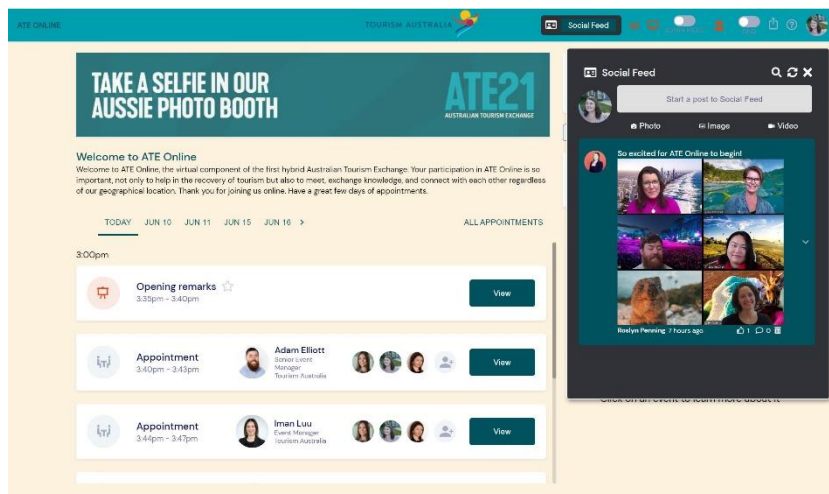 ATE ONLINE
TOURISM AUSTRALIA
Social Feed
TAKE A SELFIE IN OUR
AUSSIE PHOTO BOOTH
ATE21
AUSTRALIAN TOURISM EXCHANGE
Welcome to ATE Online
Welcome to ATE Online, the virtual component of the first hybrid Australian Tourism Exchange. Your participation in ATE Online is so
important, not only to help in the recovery of tourism but also to meet, exchange knowledge, and connect with each other regardless
of our geographical location. Thank you for joining us online. Have a great few days of appointments.
TODAY JUN 10 JUN 11 JUN 15 JUN 16 >
ALL APPOINTMENTS
3:00pm
Opening remarks
3:35pm - 3:40pm
View
Appointment
3:40pm - 3:43pm
Adam Elliott
Senior Event
Manager
Tourism Australia
View
Appointment
3:44pm - 3:47pm
Iman Luu
Event Manager
Tourism Australia
View
Social Feed
Start a post to Social Feed
Photo Image Video
So excited for ATE Online to begin!
Roslyn Penning 7 hours ago
1 0
Click on an event to learn more about it